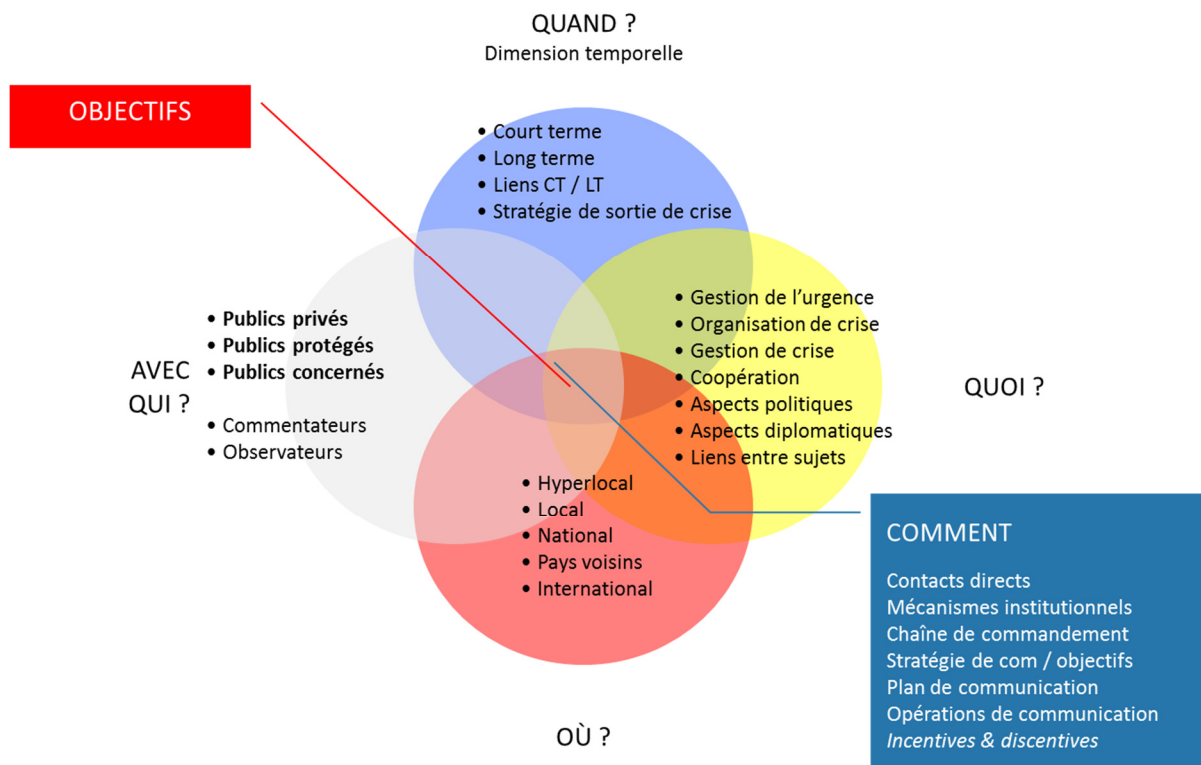 QUAND ?
Dimension temporelle
OBJECTIFS
• Court terme
• Long terme
• Liens CT / LT
• Stratégie de sortie de crise
• Publics privés
• Publics protégés
• Publics concernés
• Commentateurs
• Observateurs
AVEC
QUI ?
• Gestion de l’urgence
• Organisation de crise
• Gestion de crise
• Coopération
• Aspects politiques
• Aspects diplomatiques
• Liens entre sujets
QUOI ?
• Hyperlocal
• Local
• National
• Pays voisins
• International
OÙ ?
COMMENT
Contacts directs
Mécanismes institutionnels
Chaîne de commandement
Stratégie de com / objectifs
Plan de communication
Opérations de communication
Incentives & discentives